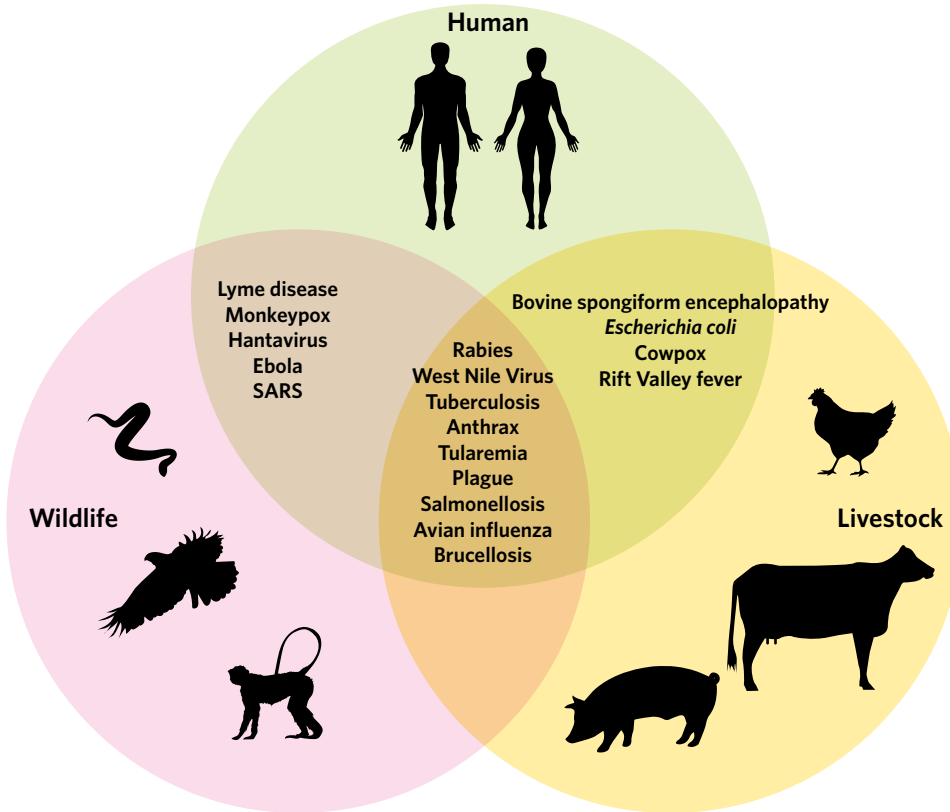 Human
Lyme disease
Monkeypox
Hantavirus
Ebola
SARS
Bovine spongiform encephalopathy
Escherichia coli
Cowpox
Rift Valley fever
Rabies
West Nile Virus
Tuberculosis
Anthrax
Tularemia
Plague
Salmonellosis
Avian influenza
Brucellosis
Wildlife
Livestock